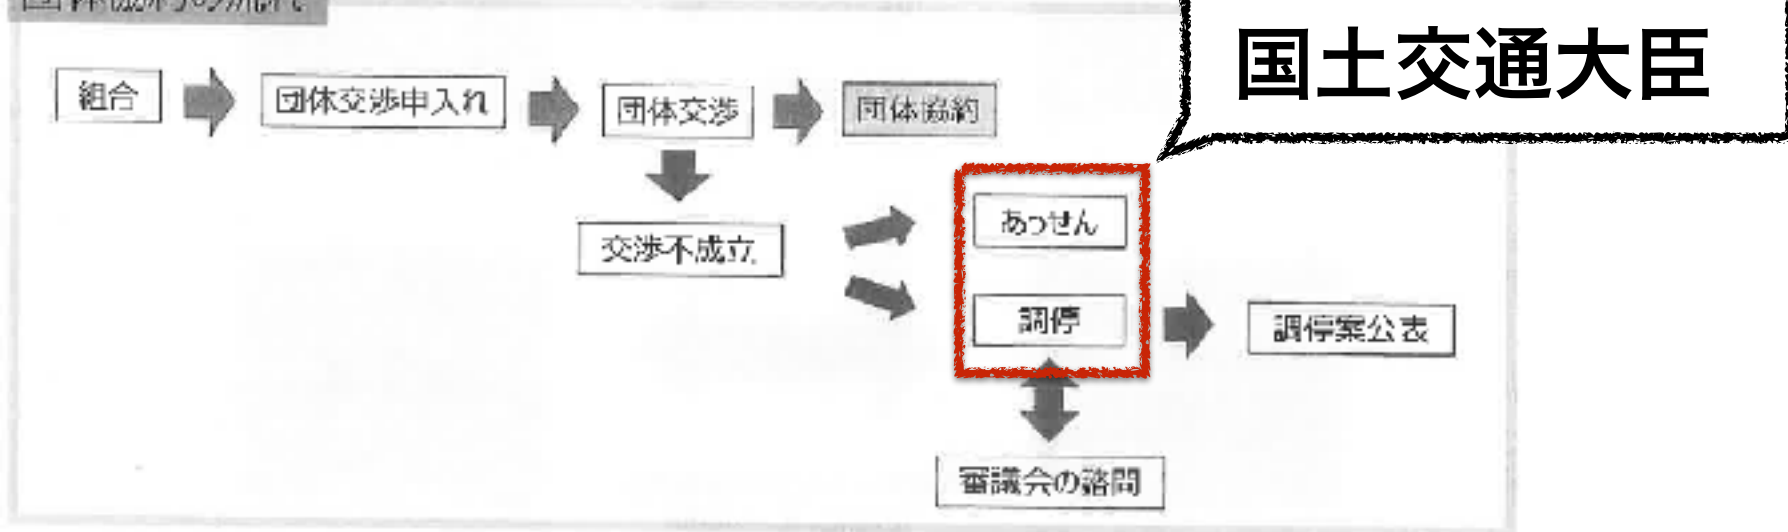 国土交通大臣
組合
団体交渉申入れ
団体交渉
団体協約
交渉不成立
あっせん
調停
調停案公表
審議会の諮問